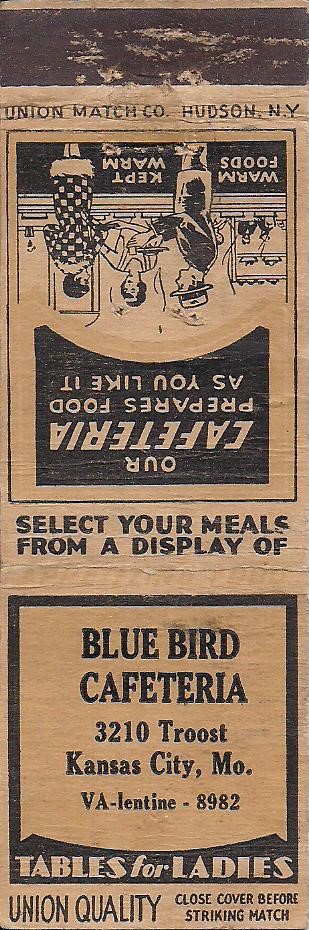 UNION MATCH CO. HUDSON, N.Y
OUR
CAFETERIA
PREPARES FOOD
AS YOU LIKE IT
WARM FOODS
KEPT WARM
SELECT YOUR MEALS
FROM A DISPLAY OF
BLUE BIRD
CAFETERIA
3210 Troost
Kansas City, Mo.
VA-lentine - 8982
TABLES for LADIES
UNION QUALITY
CLOSE COVER BEFORE
STRIKING MATCH